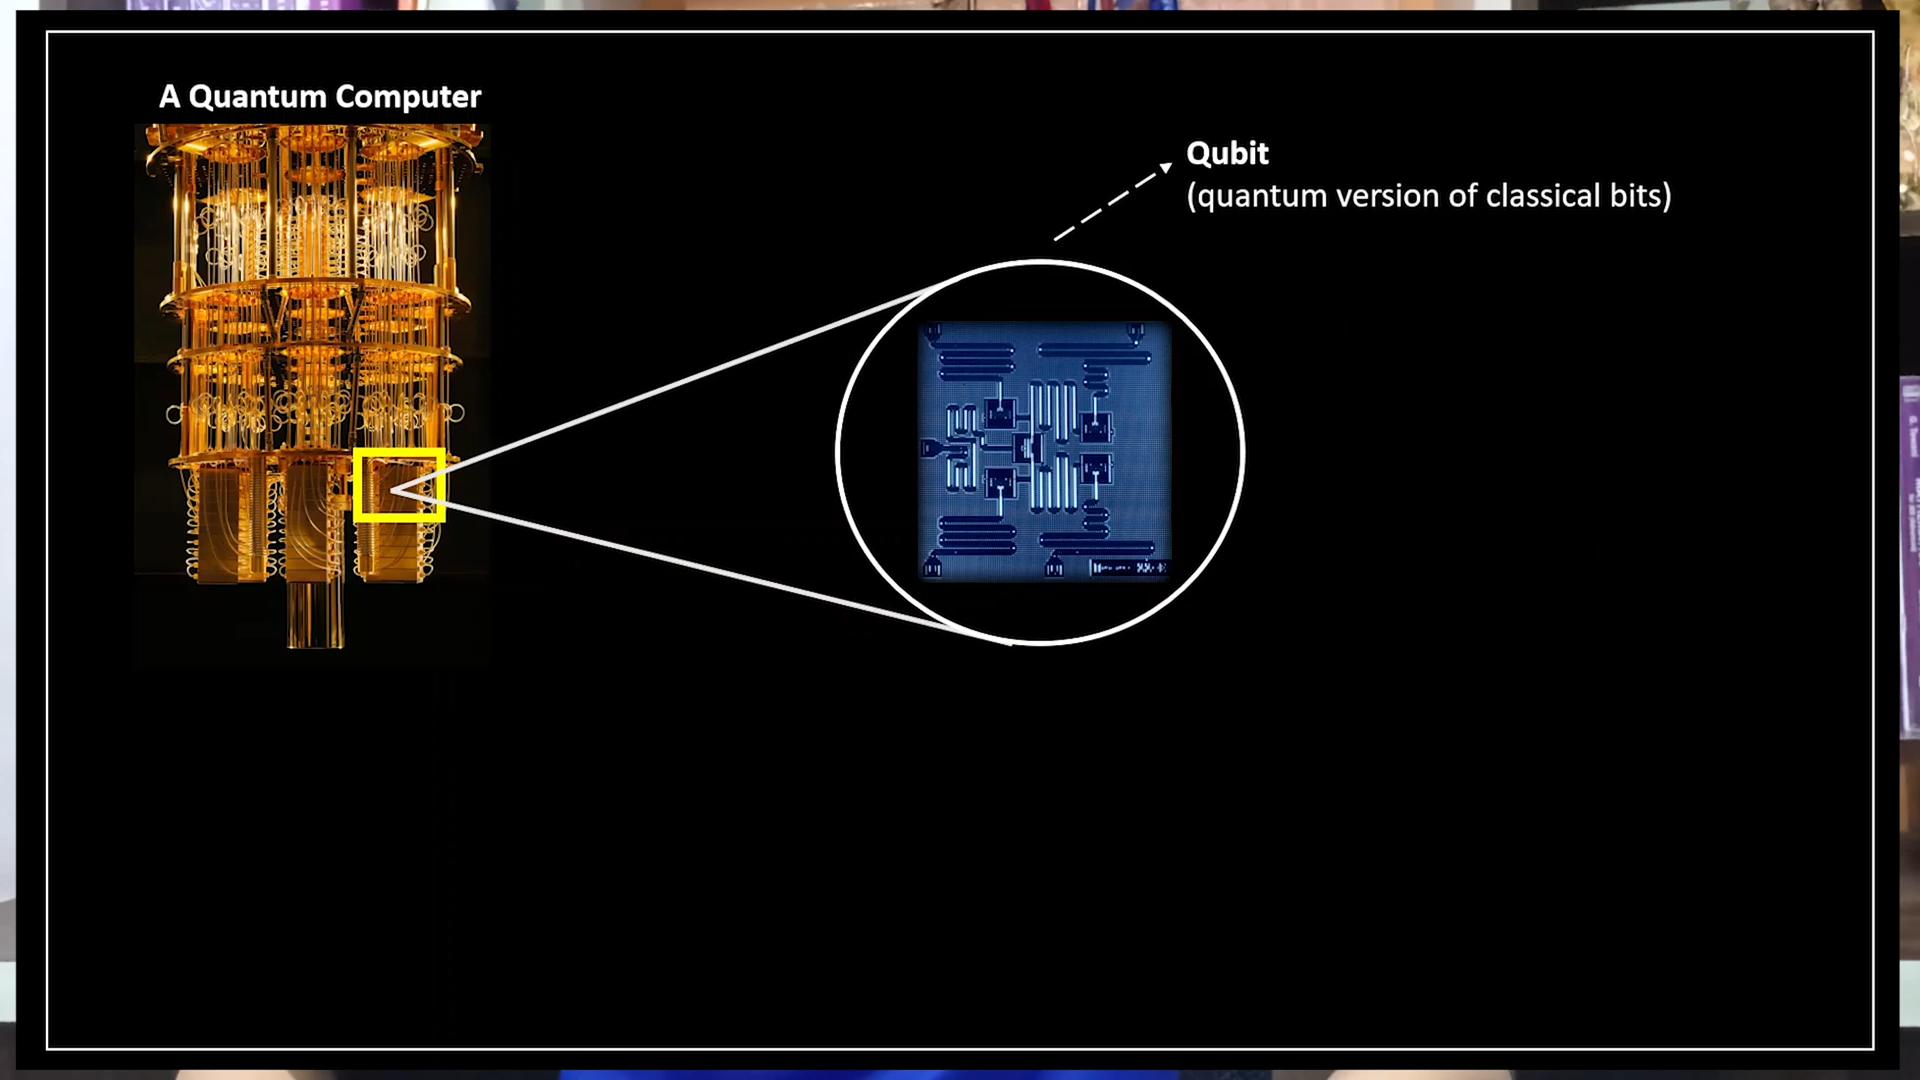 A Quantum Computer
Qubit
(quantum version of classical bits)